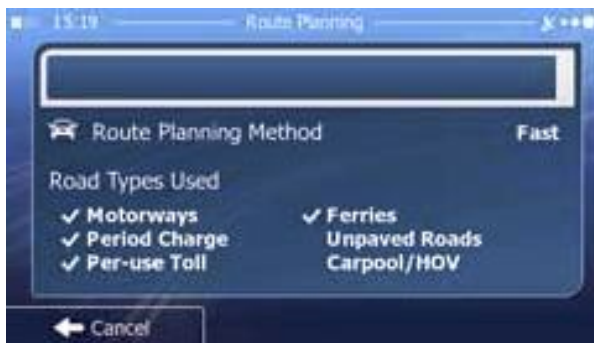 15:19 Route Planning
Route Planning Method Fast
Road Types Used
Motorways Ferries
Period Charge Unpaved Roads
Per-use Toll Carpool/HOV
Cancel